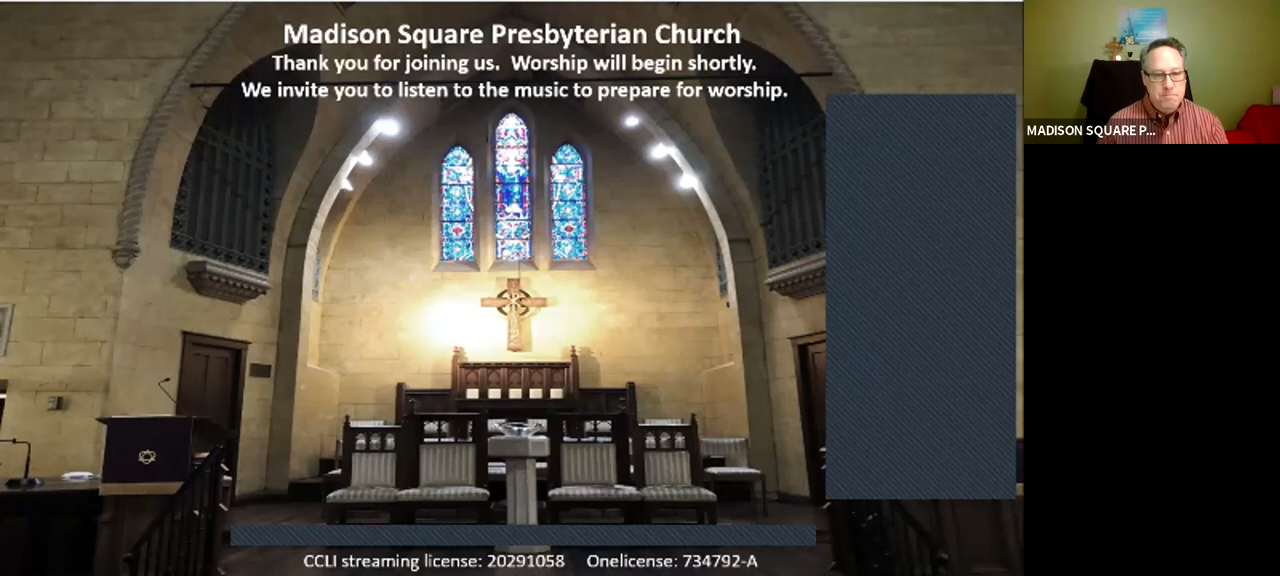 Madison Square Presbyterian Church
Thank you for joining us.  Worship will begin shortly.
We invite you to listen to the music to prepare for worship.
MADISON SQUARE P...
CCLI streaming license: 20291058    Onelicense: 734792-A